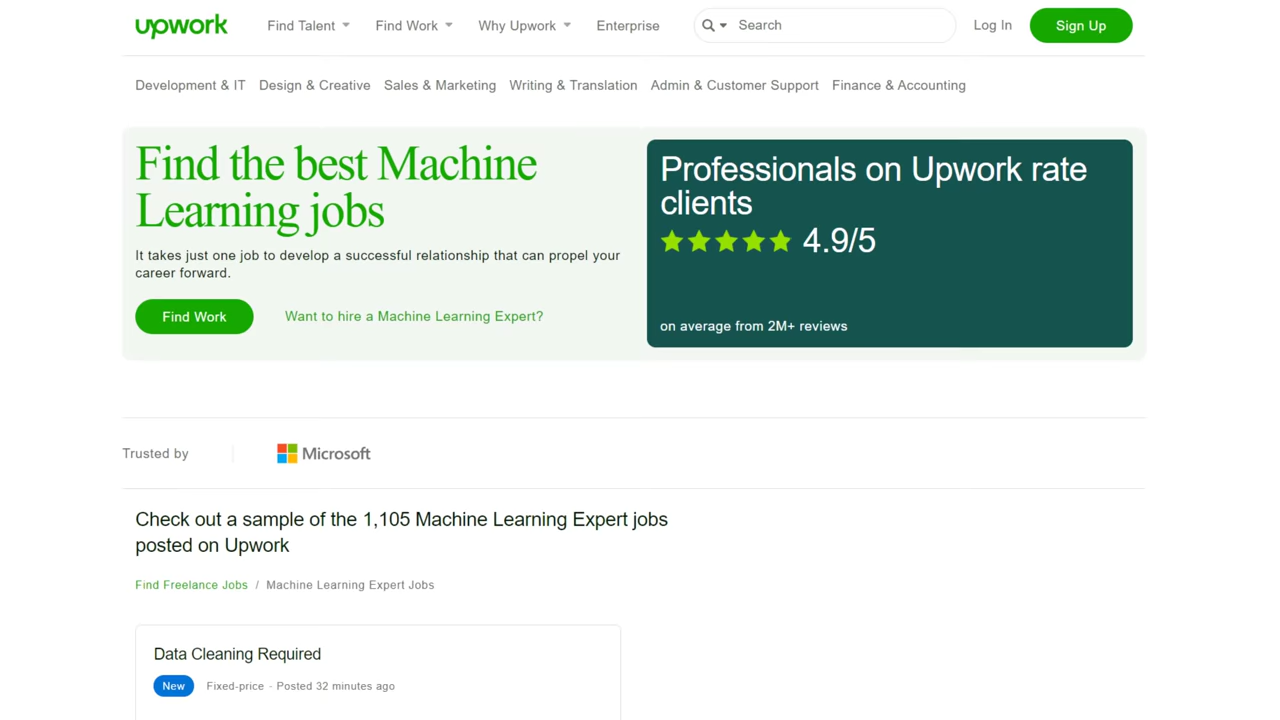 upwork Find Talent Find Work Why Upwork Enterprise Search Log In Sign Up
Development & IT Design & Creative Sales & Marketing Writing & Translation Admin & Customer Support Finance & Accounting
Find the best Machine
Learning jobs
It takes just one job to develop a successful relationship that can propel your
career forward.
Find Work Want to hire a Machine Learning Expert?
Professionals on Upwork rate
clients
4.9/5
on average from 2M+ reviews
Trusted by Microsoft
Check out a sample of the 1,105 Machine Learning Expert jobs
posted on Upwork
Find Freelance Jobs / Machine Learning Expert Jobs
Data Cleaning Required
New Fixed-price - Posted 32 minutes ago